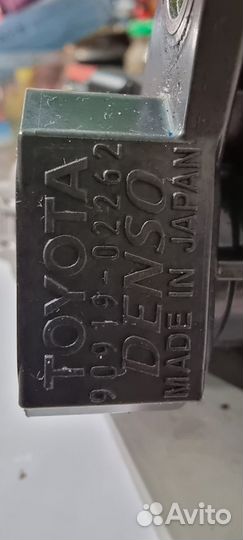 TOYOTA
90919-02262
DENSO
MADE IN JAPAN
Avito